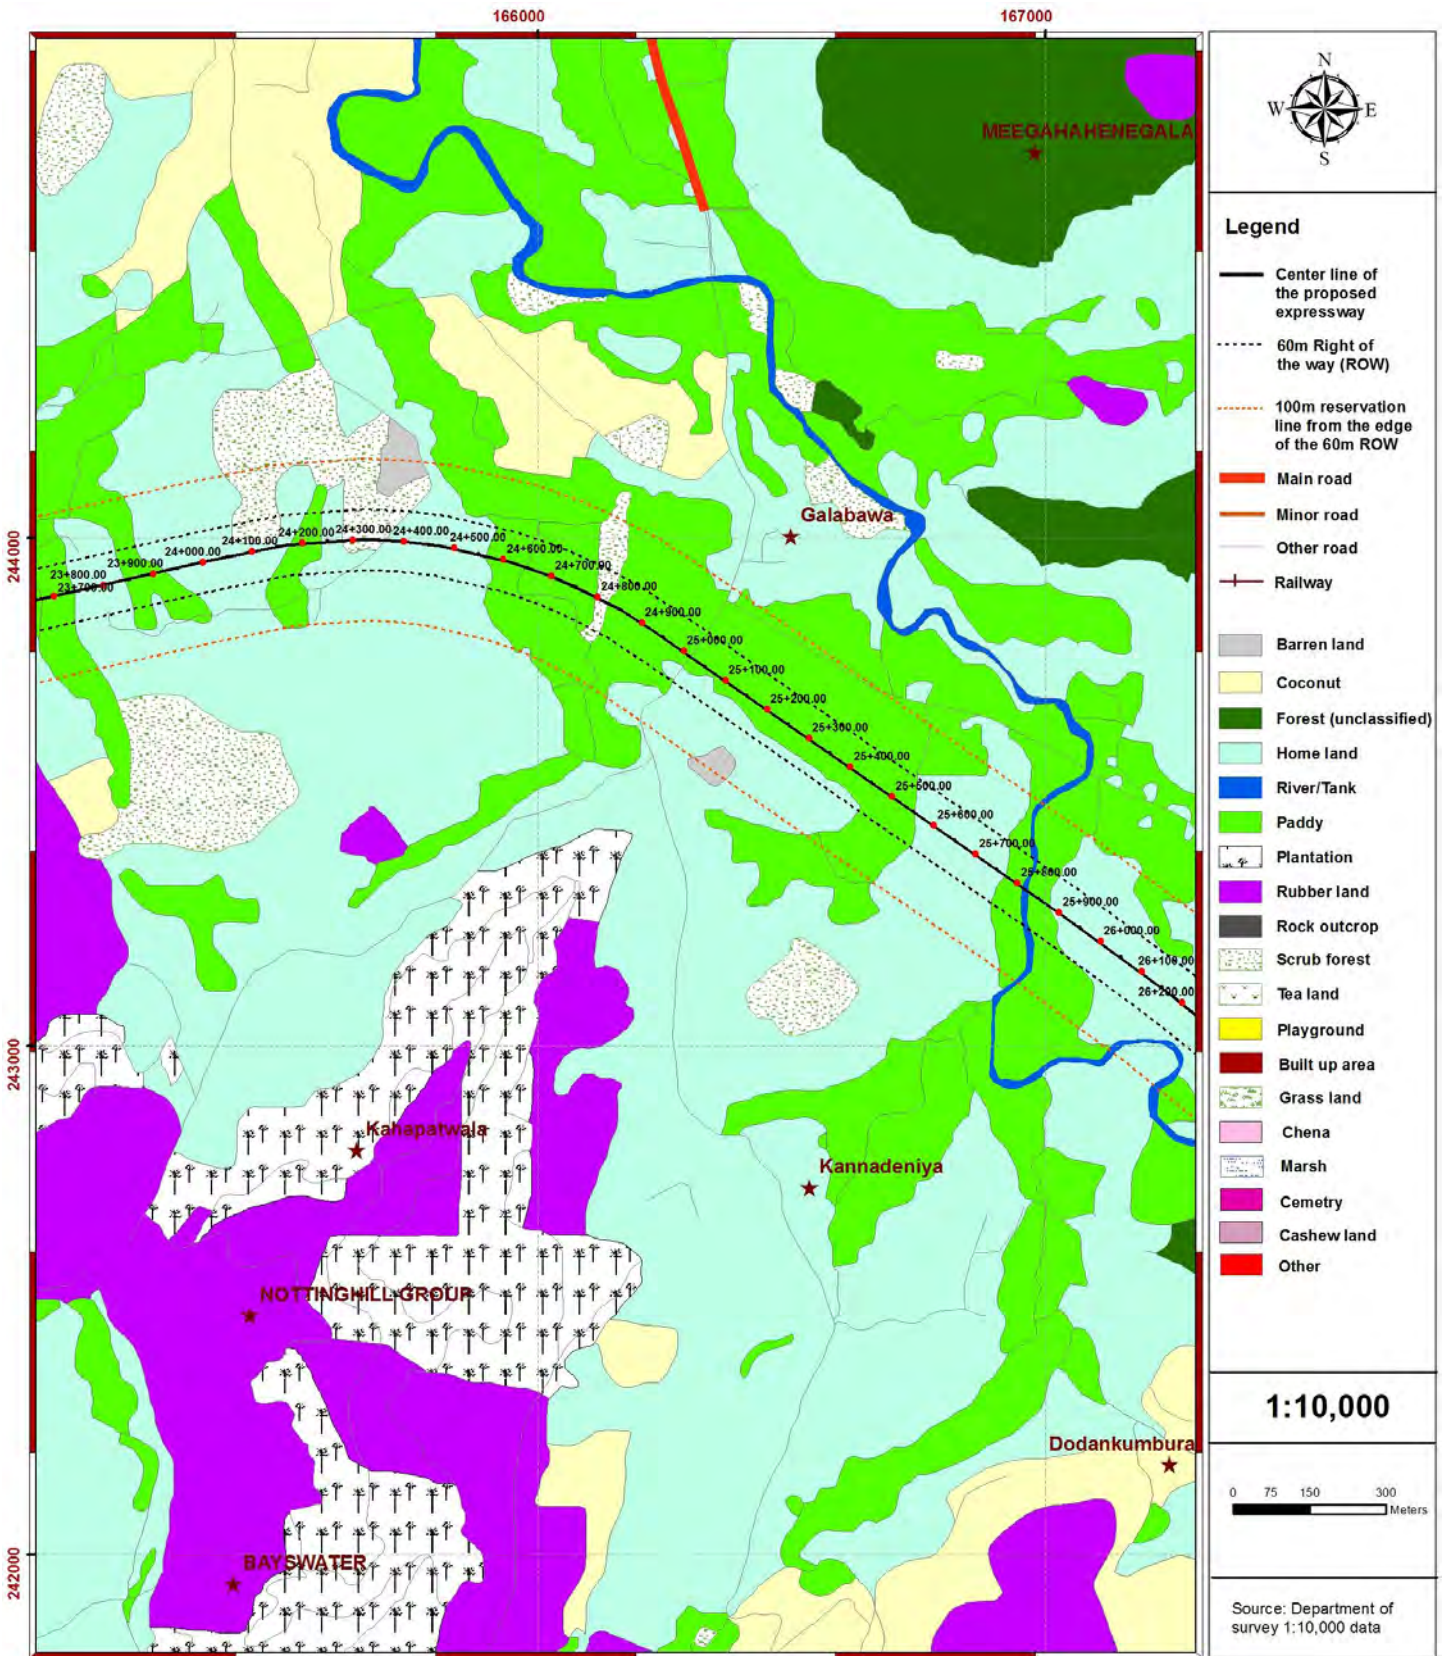 166000
167000
244000
243000
242000
MEEGAHAHENEGALA
Galabawa
23+700.00
23+800.00
23+900.00
24+000.00
24+100.00
24+200.00
24+300.00
24+400.00
24+500.00
24+600.00
24+700.00
24+800.00
24+900.00
25+000.00
25+100.00
25+200.00
25+300.00
25+400.00
25+500.00
25+600.00
25+700.00
25+800.00
25+900.00
26+000.00
26+100.00
26+200.00
Kahapatwala
Kannadeniya
NOTTINGHILL GROUP
Dodankumbura
BAYSWATER
N
W
E
S
Legend
Center line of
the proposed
expressway
60m Right of
the way (ROW)
100m reservation
line from the edge
of the 60m ROW
Main road
Minor road
Other road
Railway
Barren land
Coconut
Forest (unclassified)
Home land
River/Tank
Paddy
Plantation
Rubber land
Rock outcrop
Scrub forest
Tea land
Playground
Built up area
Grass land
Chena
Marsh
Cemetry
Cashew land
Other
1:10,000
0 75 150 300
Meters
Source: Department of
survey 1:10,000 data